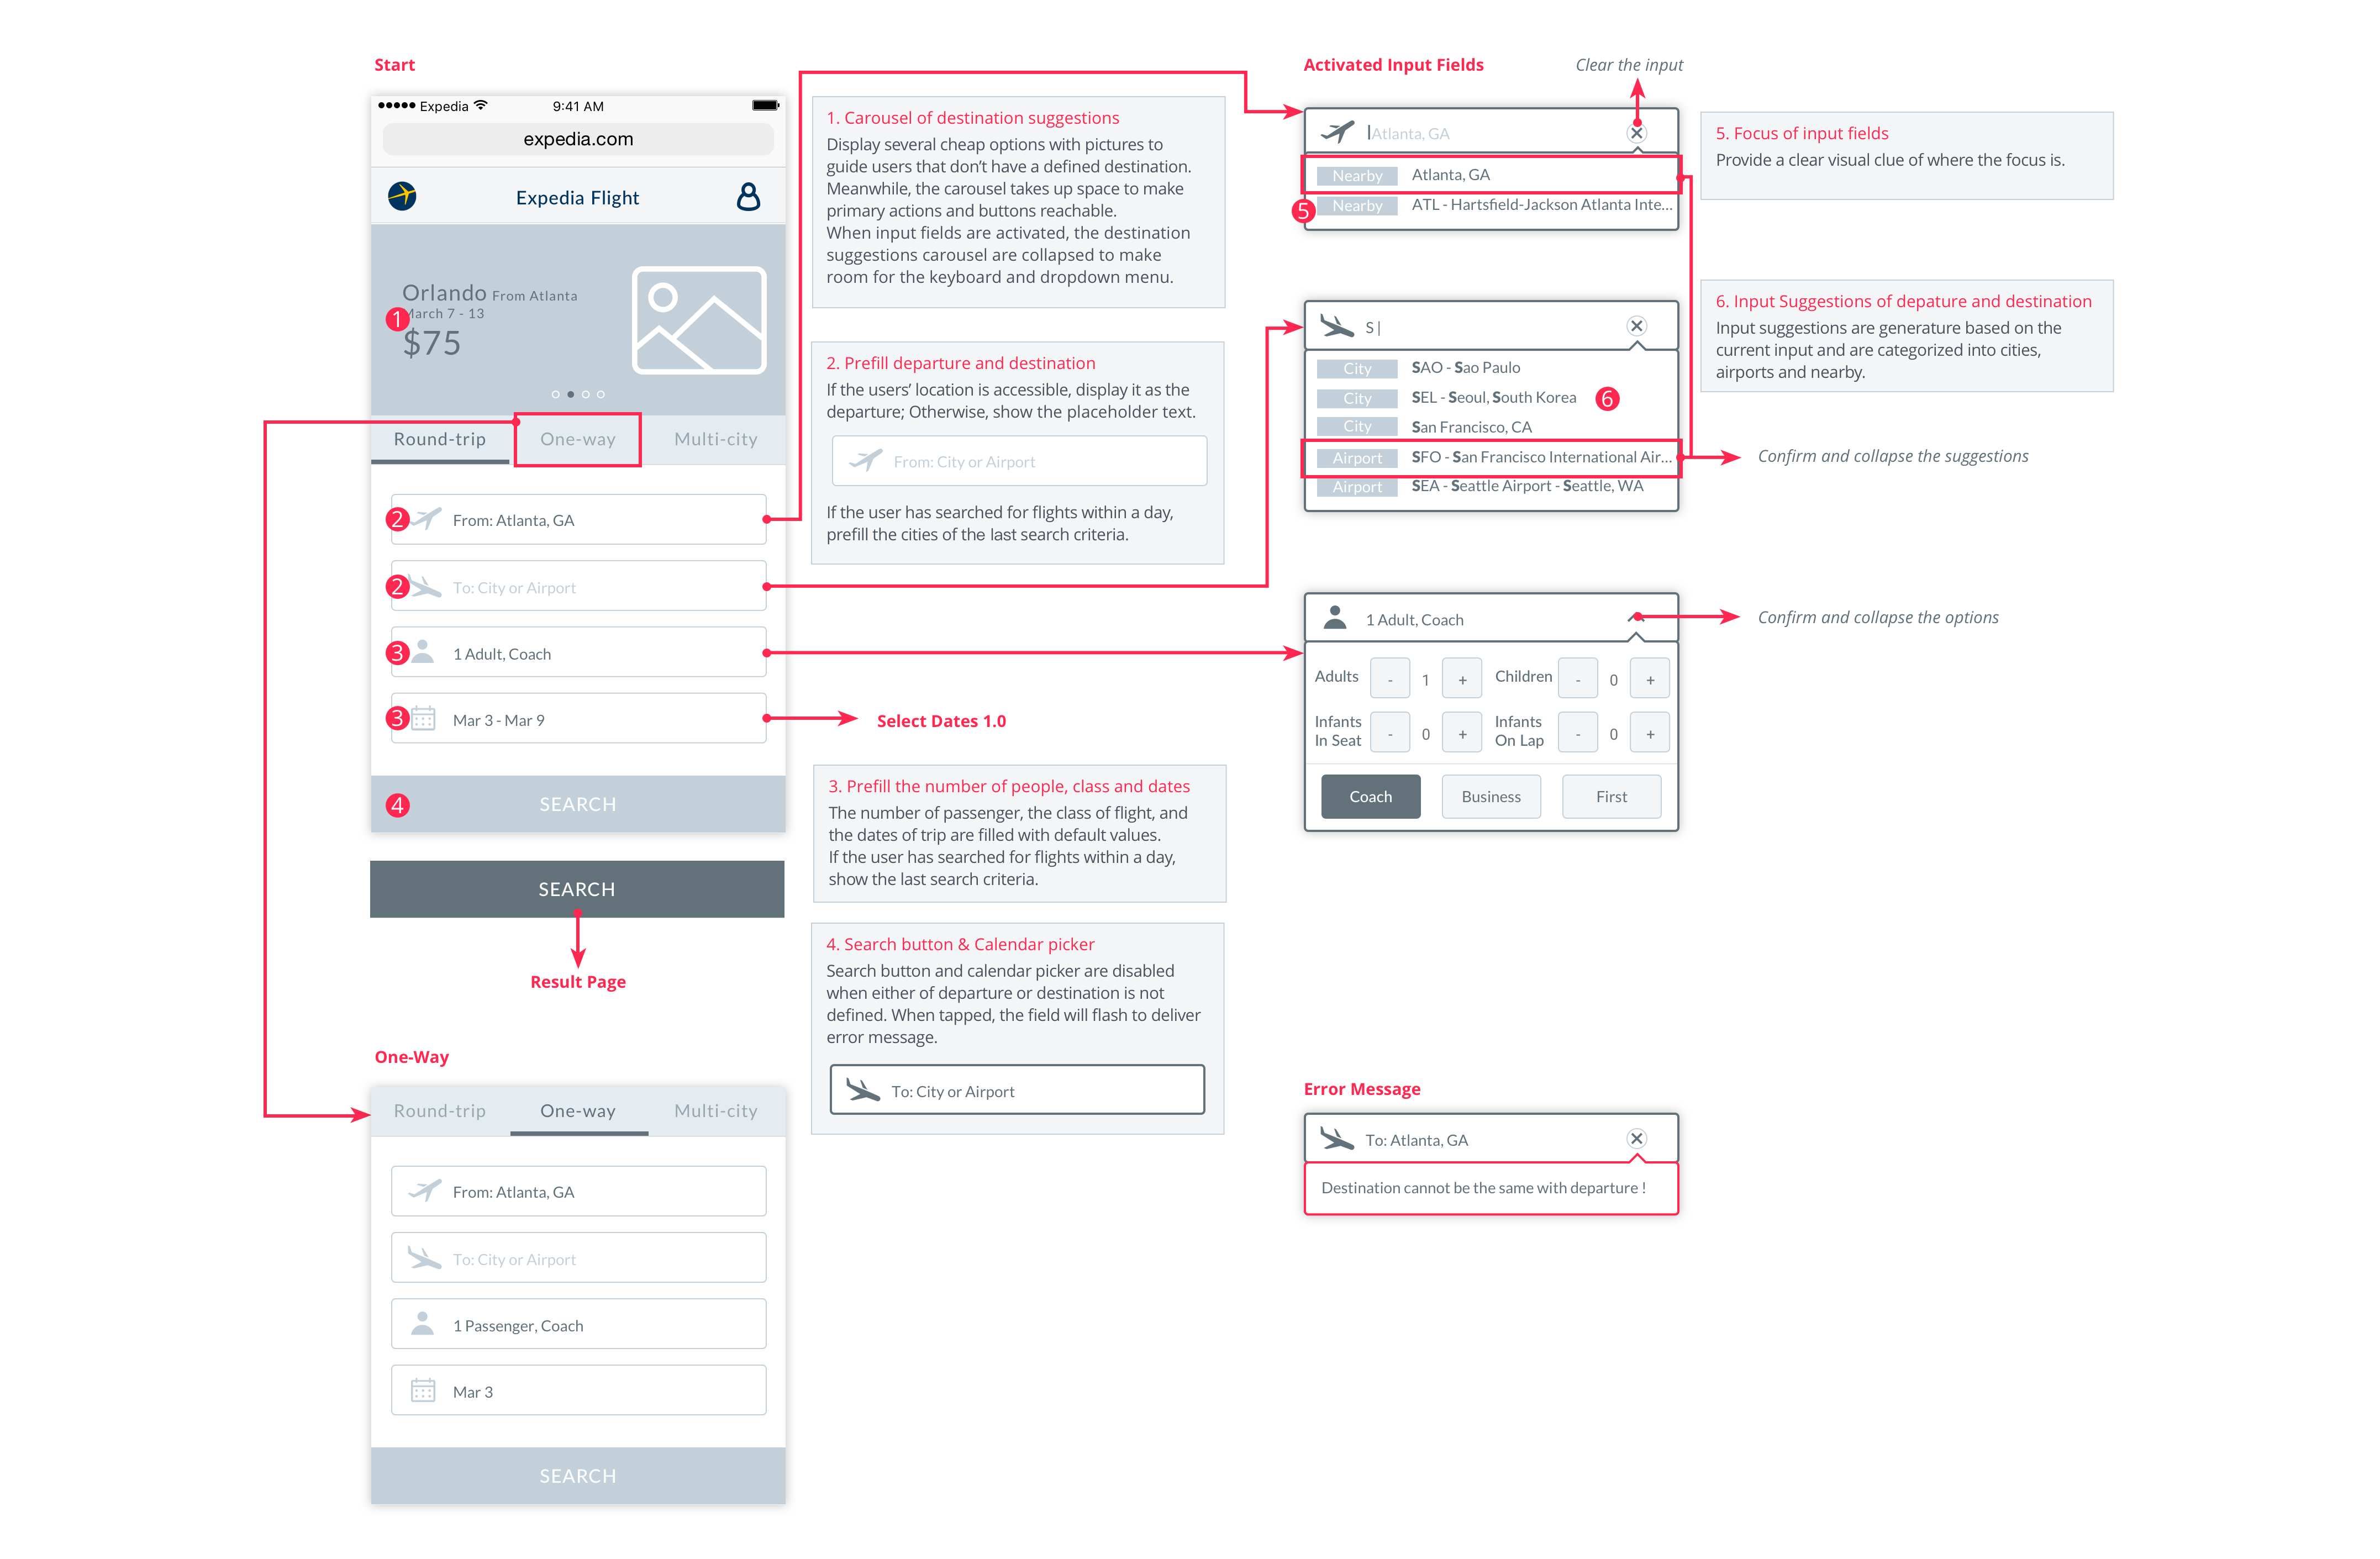 Start
Expedia
9:41 AM
expedia.com
Expedia Flight
Orlando From Atlanta
March 7 - 13
1
$75
Round-trip
One-way
Multi-city
2
From: Atlanta, GA
2
To: City or Airport
3
1 Adult, Coach
3
Mar 3 - Mar 9
4
SEARCH
SEARCH
Result Page
One-Way
Round-trip
One-way
Multi-city
From: Atlanta, GA
To: City or Airport
1 Passenger, Coach
Mar 3
SEARCH
1. Carousel of destination suggestions
Display several cheap options with pictures to
guide users that don't have a defined destination.
Meanwhile, the carousel takes up space to make
primary actions and buttons reachable.
When input fields are activated, the destination
suggestions carousel are collapsed to make
room for the keyboard and dropdown menu.
2. Prefill departure and destination
If the users' location is accessible, display it as the
departure; Otherwise, show the placeholder text.
From: City or Airport
If the user has searched for flights within a day,
prefill the cities of the last search criteria.
Select Dates 1.0
3. Prefill the number of people, class and dates
The number of passenger, the class of flight, and
the dates of trip are filled with default values.
If the user has searched for flights within a day,
show the last search criteria.
4. Search button & Calendar picker
Search button and calendar picker are disabled
when either of departure or destination is not
defined. When tapped, the field will flash to deliver
error message.
To: City or Airport
Activated Input Fields
Clear the input
Atlanta, GA
Nearby Atlanta, GA
5
Nearby ATL - Hartsfield-Jackson Atlanta Inte...
S |
City SAO - Sao Paulo
City SEL - Seoul, South Korea
6
City San Francisco, CA
Airport SFO - San Francisco International Air...
Airport SEA - Seattle Airport - Seattle, WA
Confirm and collapse the suggestions
1 Adult, Coach
Confirm and collapse the options
Adults - 1 + Children - 0 +
Infants In Seat - 0 + Infants On Lap - 0 +
Coach Business First
5. Focus of input fields
Provide a clear visual clue of where the focus is.
6. Input Suggestions of depature and destination
Input suggestions are generature based on the
current input and are categorized into cities,
airports and nearby.
Error Message
To: Atlanta, GA
Destination cannot be the same with departure !